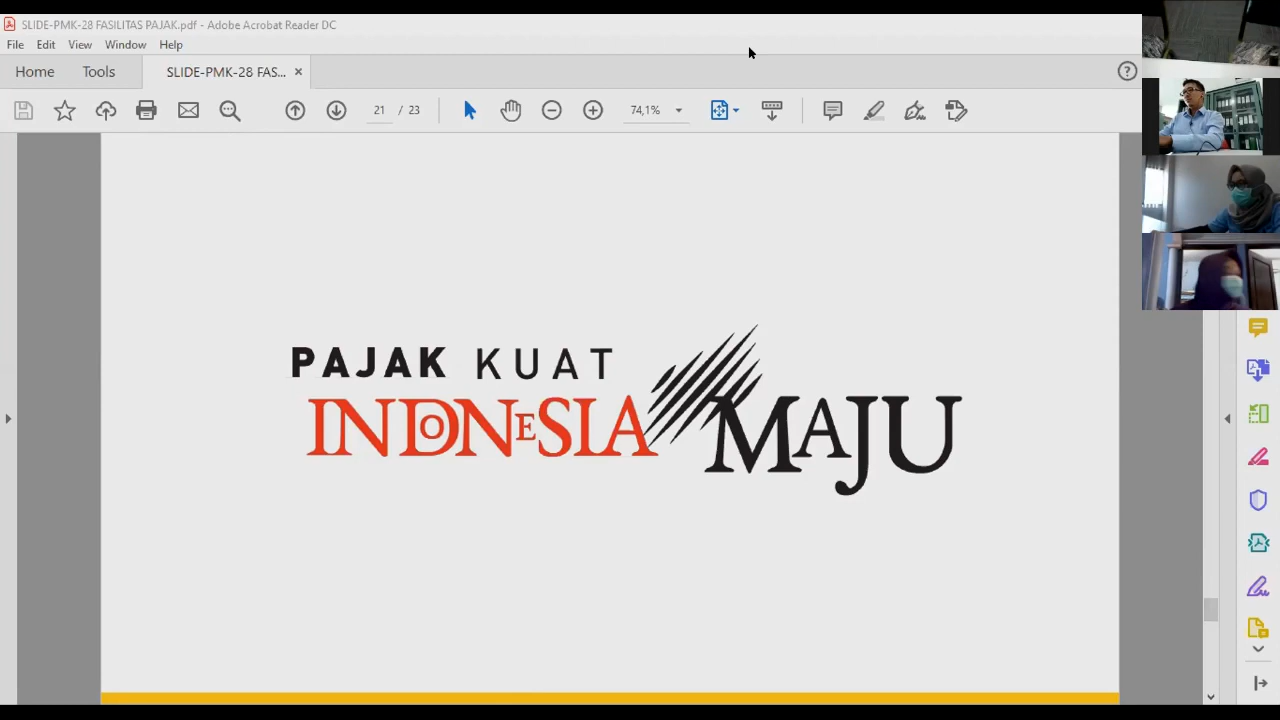 SLIDE-PMK-28 FASILITAS PAJAK.pdf - Adobe Acrobat Reader DC
File Edit View Window Help
Home Tools SLIDE-PMK-28 FAS... ×
21 / 23 74,1%
PAJAK KUAT
INDONESIA MAJU